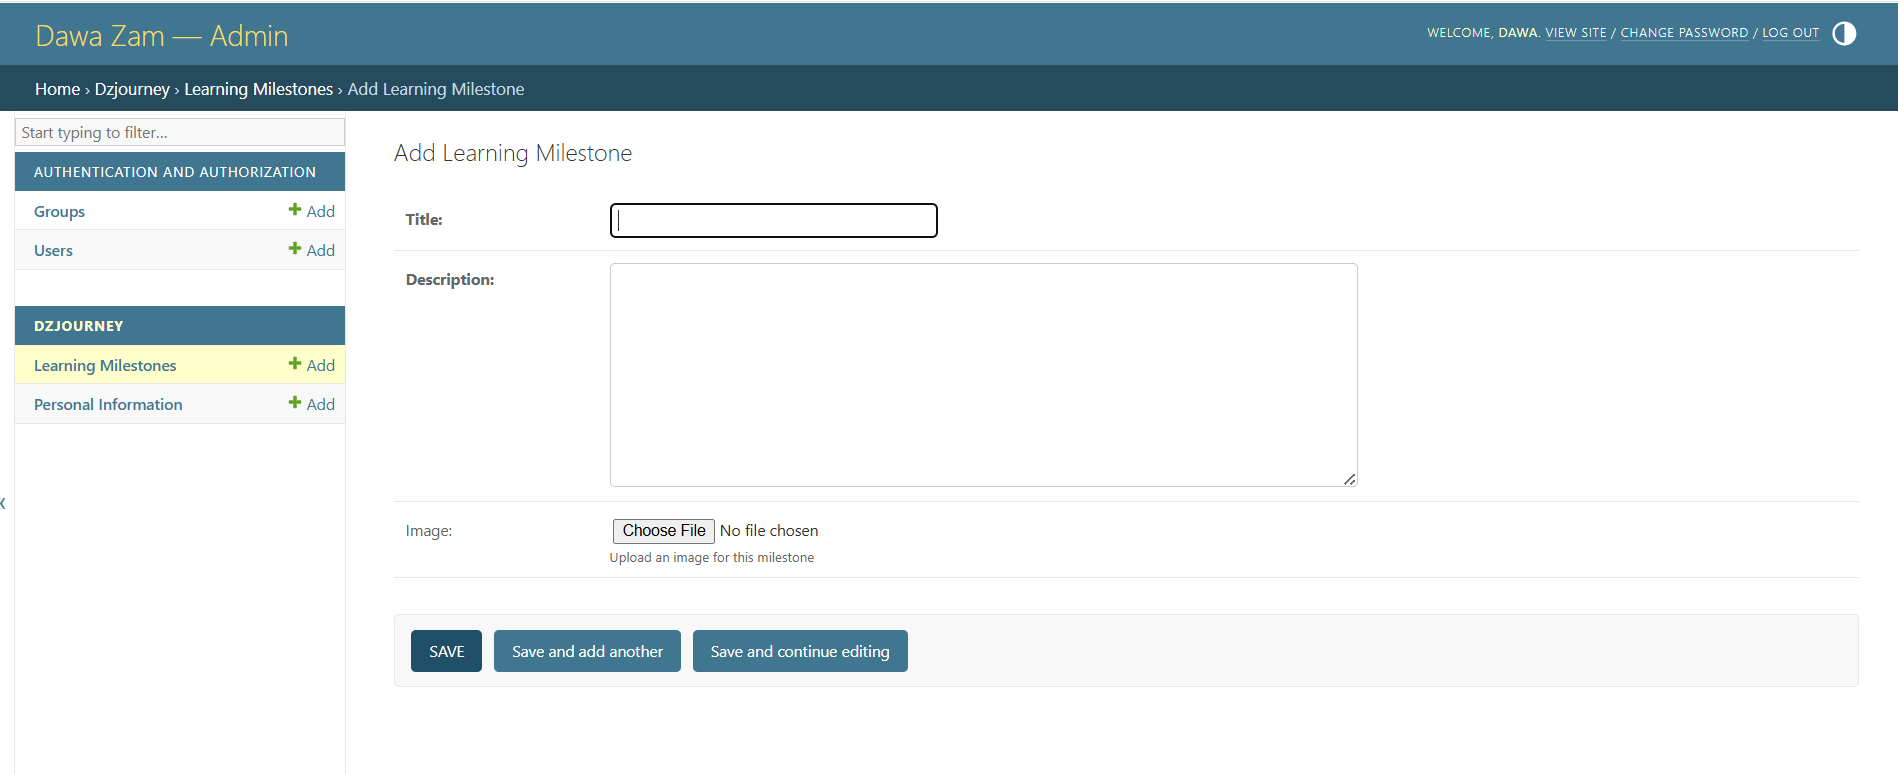 Dawa Zam — Admin
WELCOME, DAWA. VIEW SITE / CHANGE PASSWORD / LOG OUT
Home › Dzjourney › Learning Milestones › Add Learning Milestone
Start typing to filter...
AUTHENTICATION AND AUTHORIZATION
Groups Add
Users Add
DZJOURNEY
Learning Milestones Add
Personal Information Add
Add Learning Milestone
Title:
Description:
Image: Choose File No file chosen
Upload an image for this milestone
SAVE Save and add another Save and continue editing